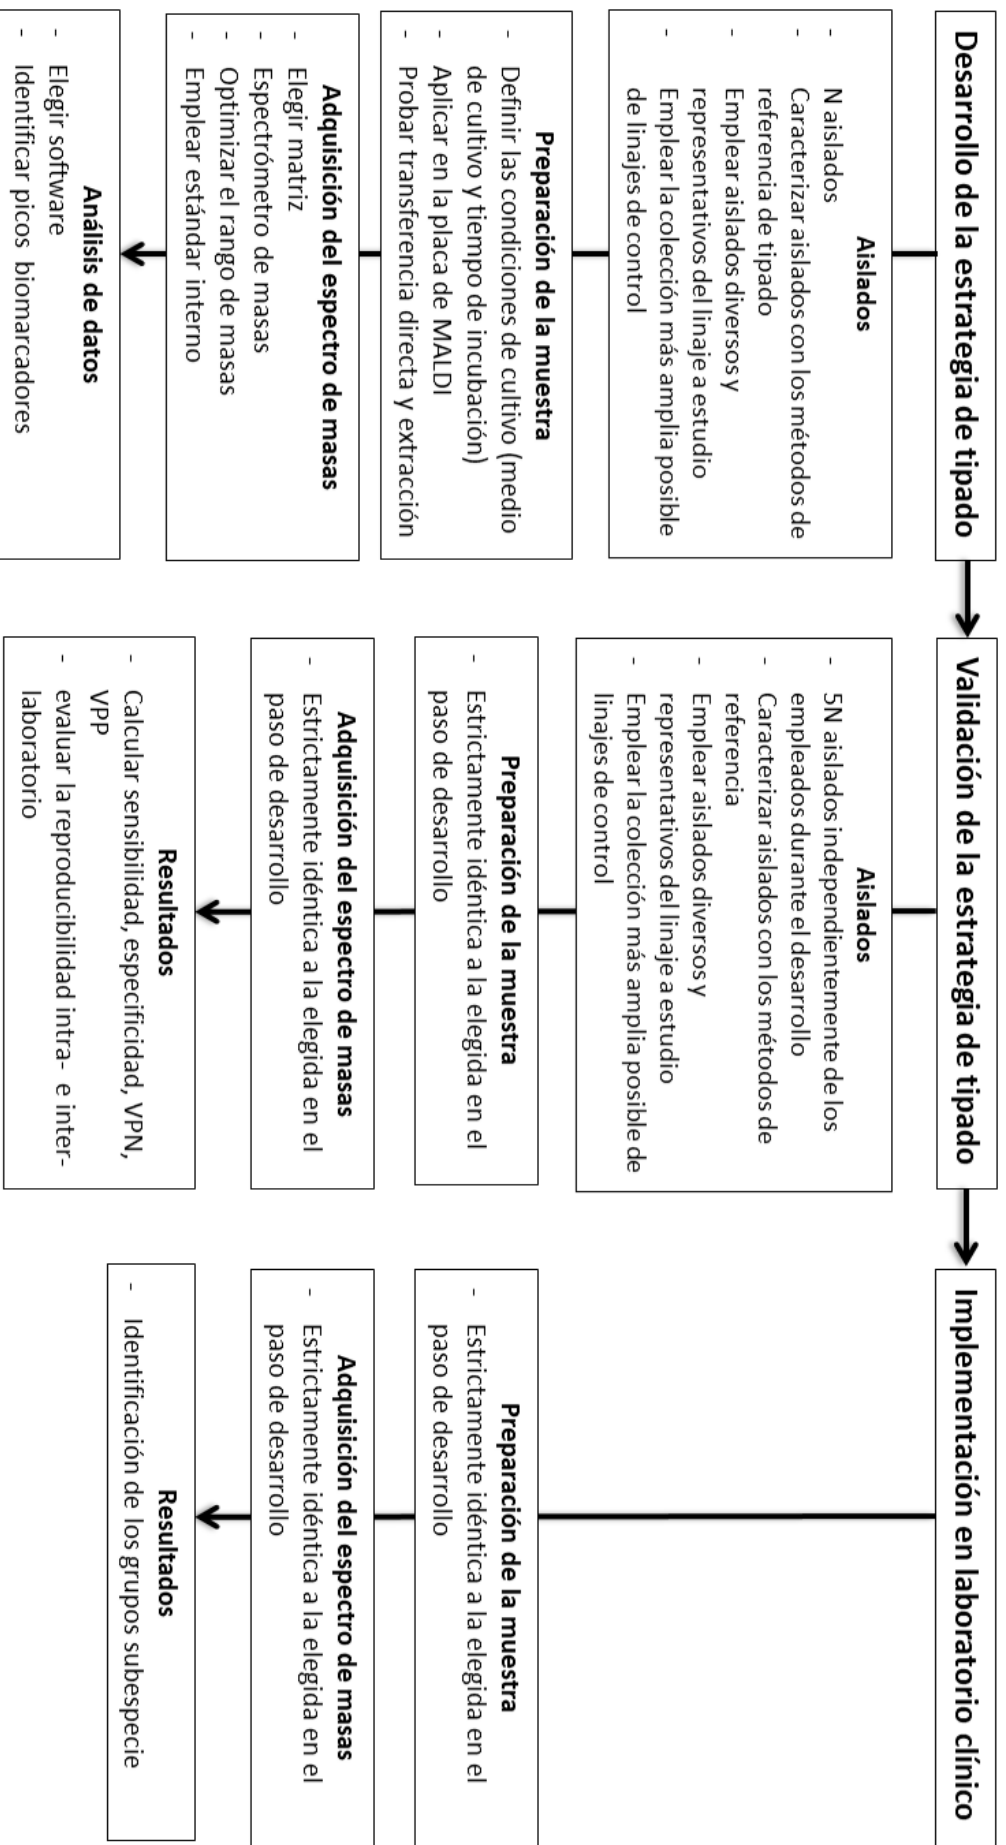 Desarrollo de la estrategia de tipado
Aislados
- N aislados
- Caracterizar aislados con los métodos de
referencia de tipado
- Emplear aislados diversos y
representativos del linaje a estudio
- Emplear la colección más amplia posible
de linajes de control
Preparación de la muestra
- Definir las condiciones de cultivo (medio
de cultivo y tiempo de incubación)
- Aplicar en la placa de MALDI
- Probar transferencia directa y extracción
Adquisición del espectro de masas
- Elegir matriz
- Espectrómetro de masas
- Optimizar el rango de masas
- Emplear estándar interno
Análisis de datos
- Elegir software
- Identificar picos biomarcadores
Validación de la estrategia de tipado
Aislados
- 5N aislados independientemente de los
empleados durante el desarrollo
- Caracterizar aislados con los métodos de
referencia
- Emplear aislados diversos y
representativos del linaje a estudio
- Emplear la colección más amplia posible de
linajes de control
Preparación de la muestra
- Estrictamente idéntica a la elegida en el
paso de desarrollo
Adquisición del espectro de masas
- Estrictamente idéntica a la elegida en el
paso de desarrollo
Resultados
- Calcular sensibilidad, especificidad, VPN,
VPP
- evaluar la reproducibilidad intra- e inter-
laboratorio
Implementación en laboratorio clínico
Preparación de la muestra
- Estrictamente idéntica a la elegida en el
paso de desarrollo
Adquisición del espectro de masas
- Estrictamente idéntica a la elegida en el
paso de desarrollo
Resultados
- Identificación de los grupos subespecie